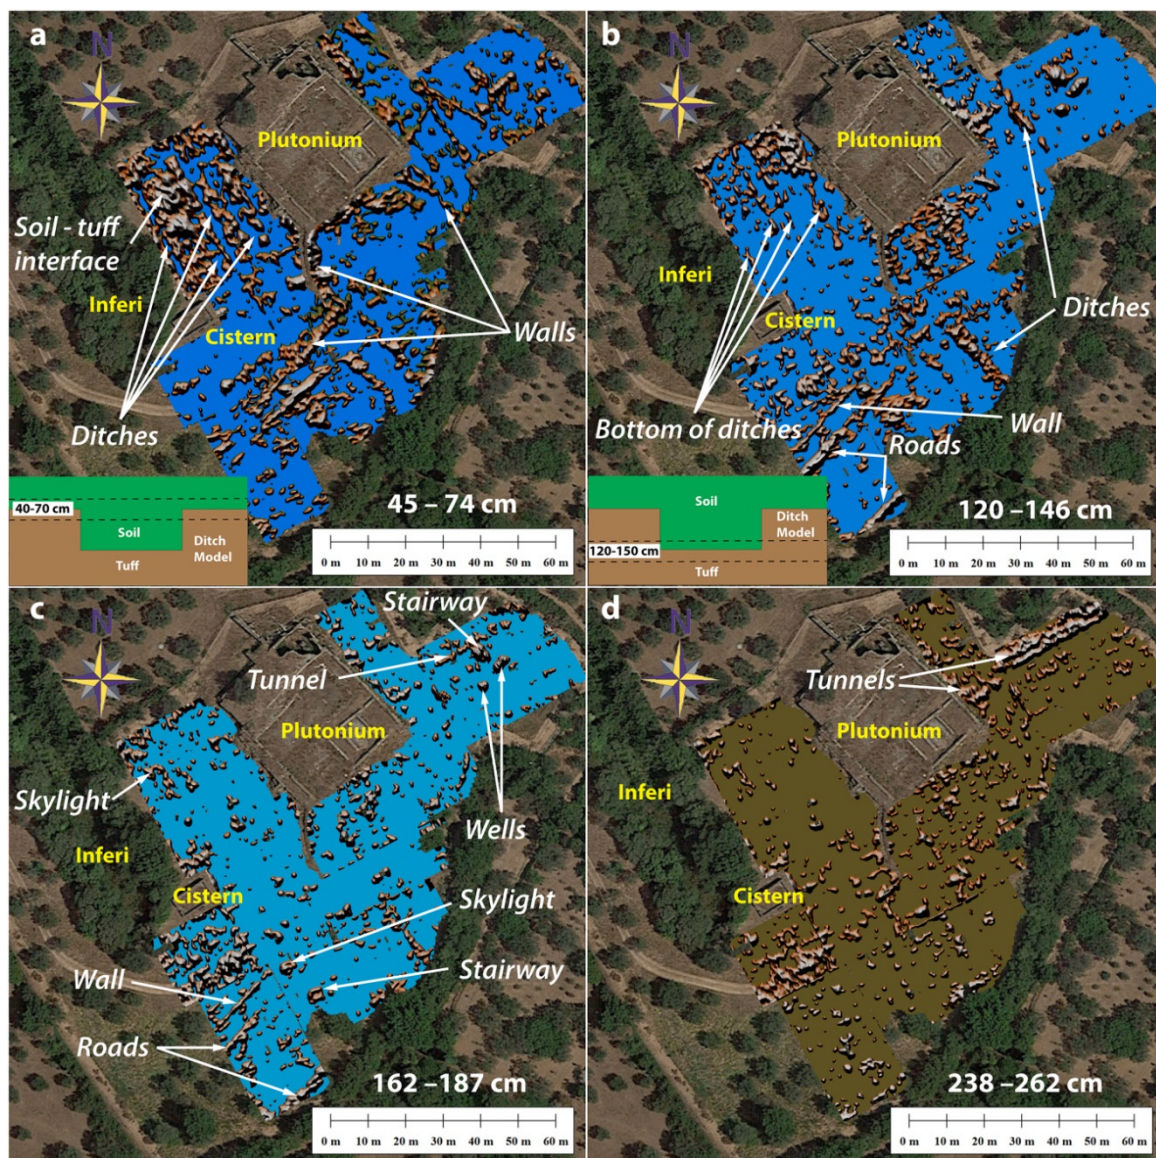 a
N
Plutonium
Soil - tuff
interface
Inferi
Cistern
Walls
Ditches
40-70 cm
Soil
Ditch
Model
Tuff
45 – 74 cm
0 m 10 m 20 m 30 m 40 m 50 m 60 m
b
N
Plutonium
Inferi
Cistern
Ditches
Bottom of ditches
Wall
Roads
Soil
Ditch
Model
120-150 cm
Tuff
120 –146 cm
0 m 10 m 20 m 30 m 40 m 50 m 60 m
c
N
Stairway
Tunnel
Plutonium
Skylight
Wells
Inferi
Cistern
Skylight
Wall
Stairway
Roads
162 –187 cm
0 m 10 m 20 m 30 m 40 m 50 m 60 m
d
N
Tunnels
Plutonium
Inferi
Cistern
238 –262 cm
0 m 10 m 20 m 30 m 40 m 50 m 60 m